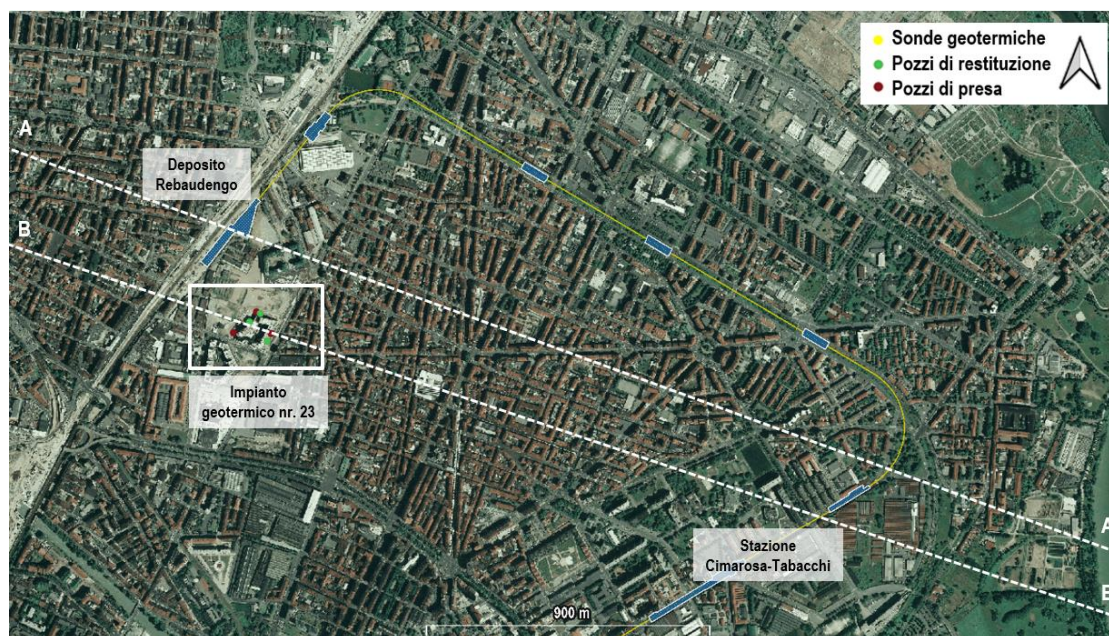 Sonde geotermiche
Pozzi di restituzione
Pozzi di presa
A
Deposito
Rebaudengo
B
Impianto
geotermico nr. 23
Stazione
Cimarosa-Tabacchi
A
B
900 m